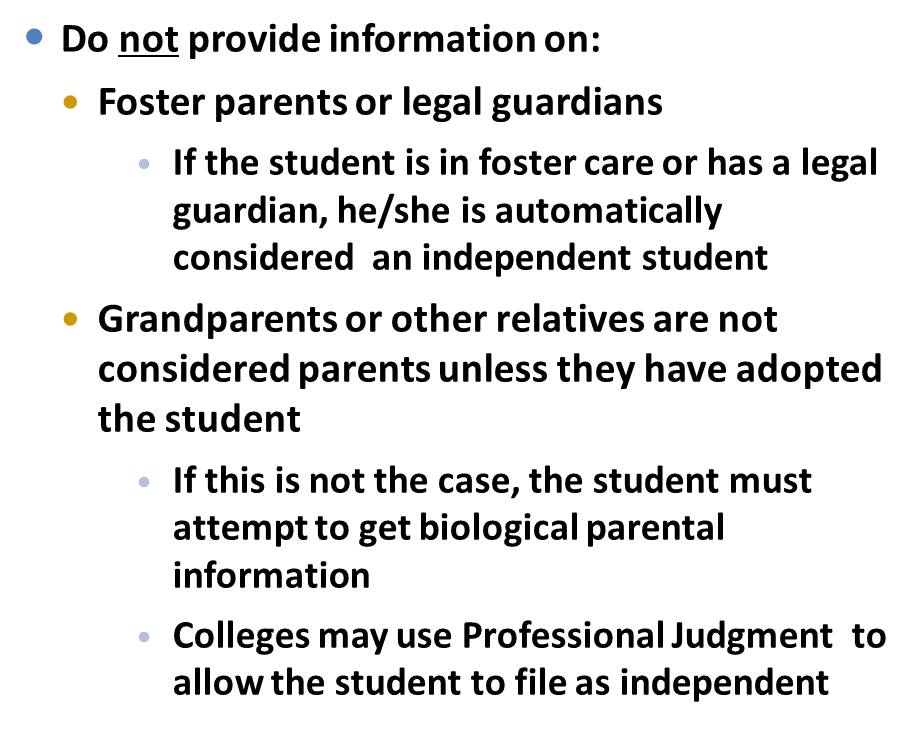 Do not provide information on:
Foster parents or legal guardians
If the student is in foster care or has a legal
guardian, he/she is automatically
considered  an independent student
Grandparents or other relatives are not
considered parents unless they have adopted
the student
If this is not the case, the student must
attempt to get biological parental
information
Colleges may use Professional Judgment  to
allow the student to file as independent